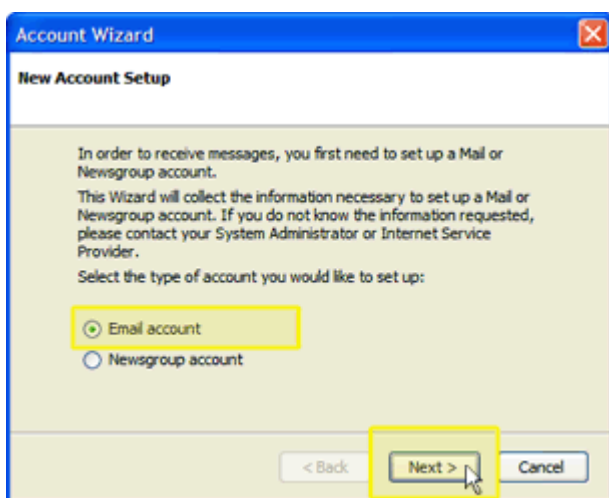 Account Wizard
New Account Setup
In order to receive messages, you first need to set up a Mail or
Newsgroup account.
This Wizard will collect the information necessary to set up a Mail or
Newsgroup account. If you do not know the information requested,
please contact your System Administrator or Internet Service
Provider.
Select the type of account you would like to set up:
Email account
Newsgroup account
< Back Next > Cancel